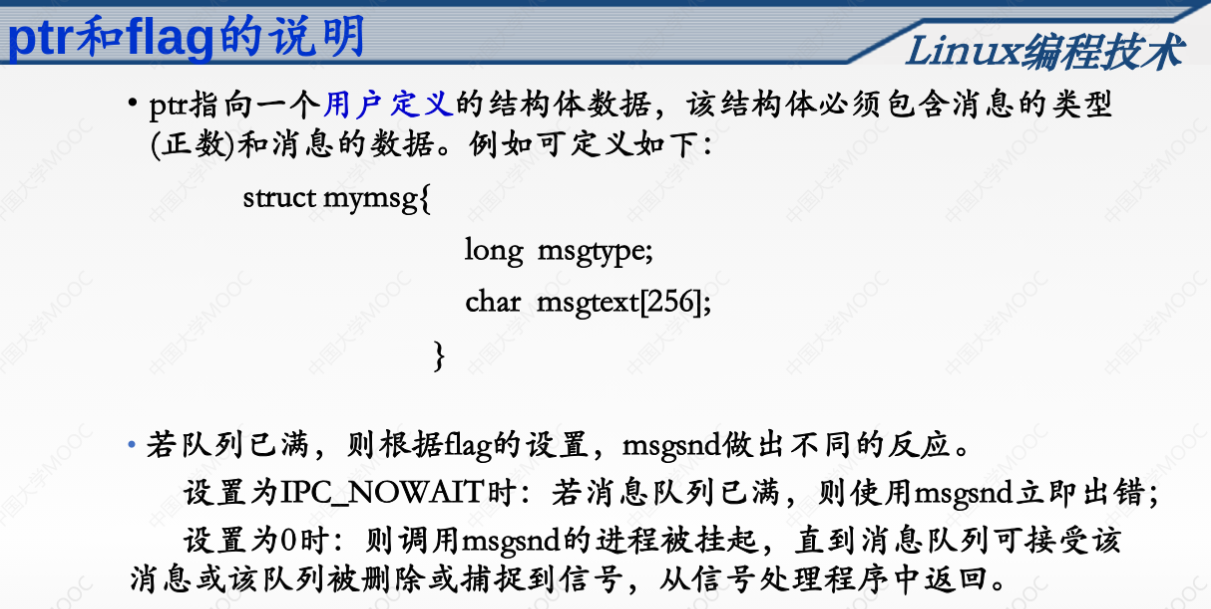 ptr和flag的说明
Linux编程技术
• ptr指向一个用户定义的结构体数据，该结构体必须包含消息的类型
(正数)和消息的数据。例如可定义如下：
struct mymsg{
long msgtype;
char msgtext[256];
}
• 若队列已满，则根据flag的设置，msgsnd做出不同的反应。
设置为IPC_NOWAIT时：若消息队列已满，则使用msgsnd立即出错；
设置为0时：则调用msgsnd的进程被挂起，直到消息队列可接受该
消息或该队列被删除或捕捉到信号，从信号处理程序中返回。
中国大学MOOC